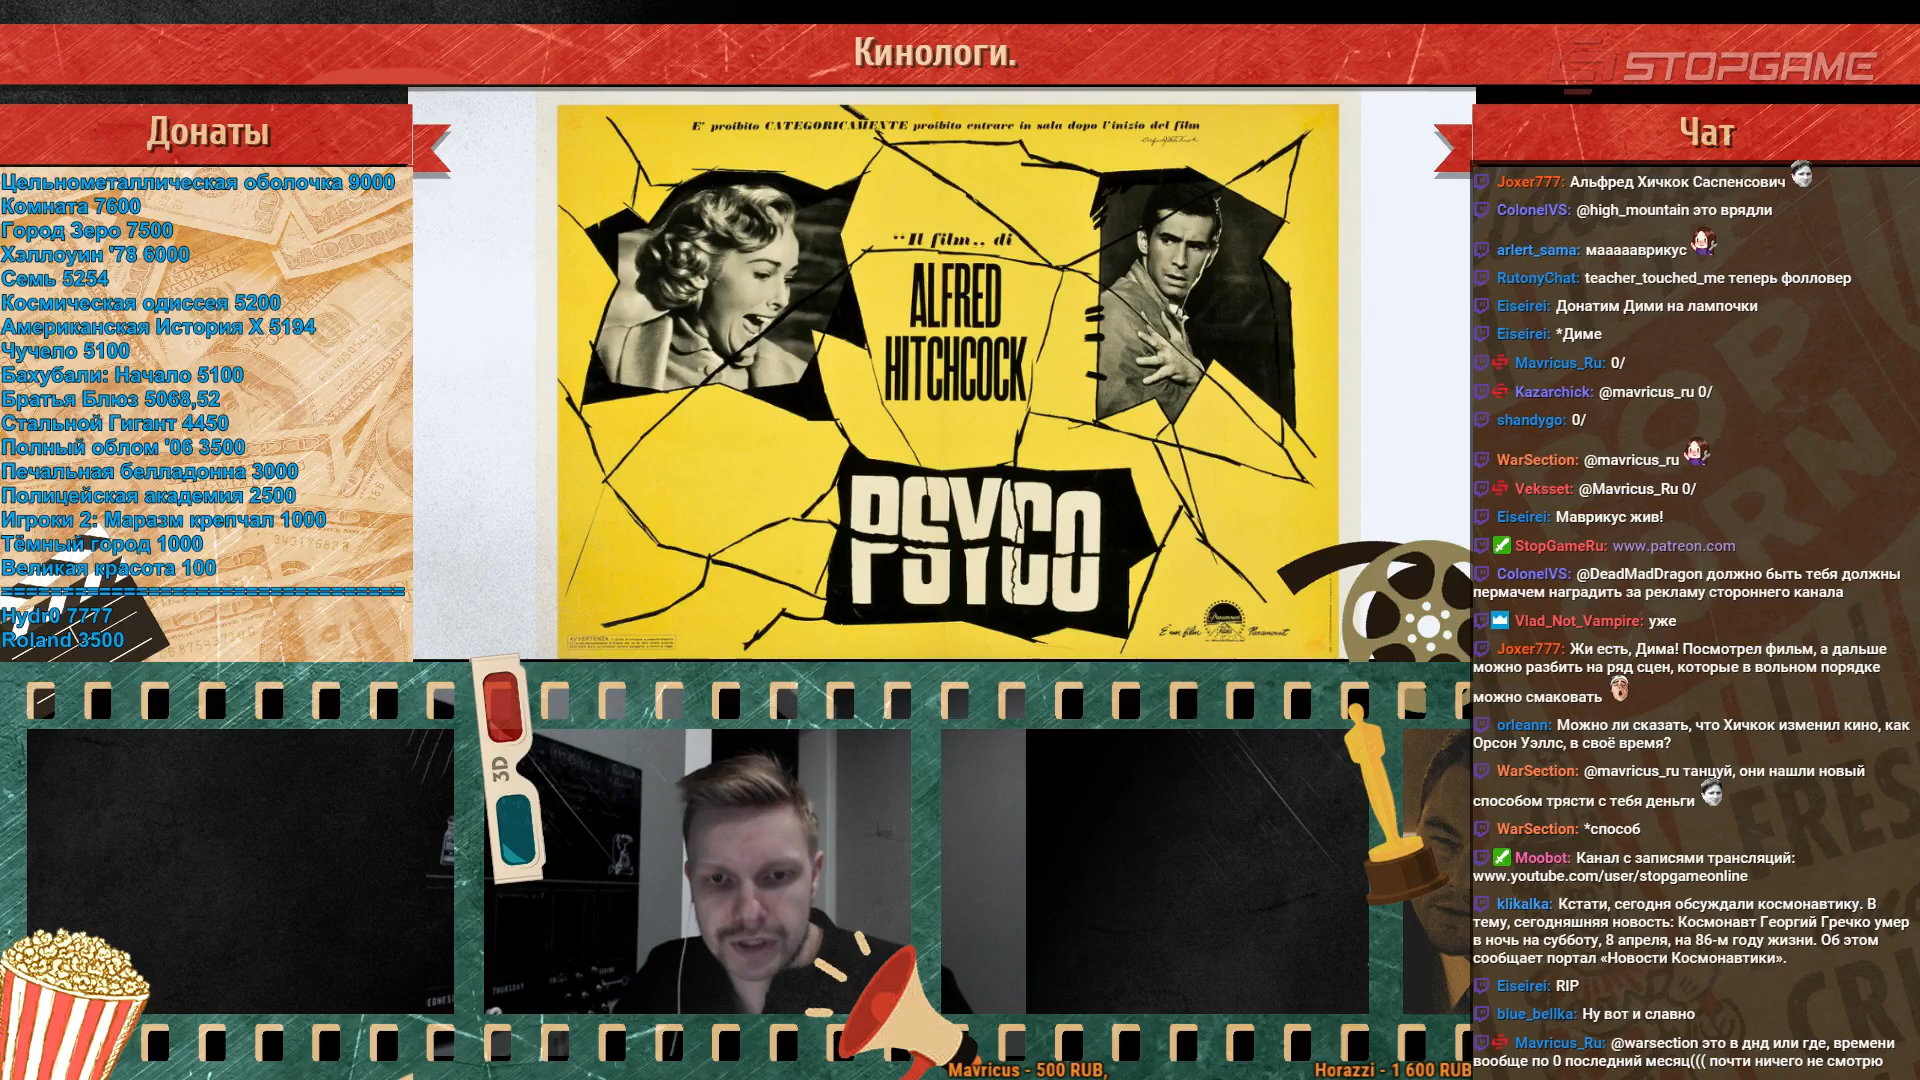 Кинологи.
STOPGAME
Донаты
Цельнометаллическая оболочка 9000
Комната 7600
Город Зеро 7500
Хэллоуин '78 6000
Семь 5254
Космическая одиссея 5200
Американская История X 5194
Чучело 5100
Бахубали: Начало 5100
Братья Блюз 5068,52
Стальной Гигант 4450
Полный облом '06 3500
Печальная белладонна 3000
Полицейская академия 2500
Игроки 2: Маразм крепчал 1000
Тёмный город 1000
Великая красота 100
Hydr0 7777
Roland 3500
E' proibito CATEGORICAMENTE proibito entrare in sala dopo l'inizio del film
"Il film" di
ALFRED
HITCHCOCK
PSYCO
AVVERTENZA
È un film Paramount
3D
THURSDAY
Mavricus - 500 RUB,
Horazzi - 1 600 RUB
Чат
Joxer777: Альфред Хичкок Саспенсович
ColonelVS: @high_mountain это врядли
arlert_sama: мааааaврикус
RutonyChat: teacher_touched_me теперь фолловер
Eiseirei: Донатим Дими на лампочки
Eiseirei: *Диме
Mavricus_Ru: 0/
Kazarchick: @mavricus_ru 0/
shandygo: 0/
WarSection: @mavricus_ru
Veksset: @Mavricus_Ru 0/
Eiseirei: Маврикус жив!
StopGameRu: www.patreon.com
ColonelVS: @DeadMadDragon должно быть тебя должны
пермачем наградить за рекламу стороннего канала
Vlad_Not_Vampire: уже
Joxer777: Жи есть, Дима! Посмотрел фильм, а дальше
можно разбить на ряд сцен, которые в вольном порядке
можно смаковать
orleann: Можно ли сказать, что Хичкок изменил кино, как
Орсон Уэллс, в своё время?
WarSection: @mavricus_ru танцуй, они нашли новый
способом трясти с тебя деньги
WarSection: *способ
Moobot: Канал с записями трансляций:
www.youtube.com/user/stopgameonline
klikalka: Кстати, сегодня обсуждали космонавтику. В
тему, сегодняшняя новость: Космонавт Георгий Гречко умер
в ночь на субботу, 8 апреля, на 86-м году жизни. Об этом
сообщает портал «Новости Космонавтики».
Eiseirei: RIP
blue_bellka: Ну вот и славно
Mavricus_Ru: @warsection это в днд или где, времени
вообще по 0 последний месяц((( почти ничего не смотрю